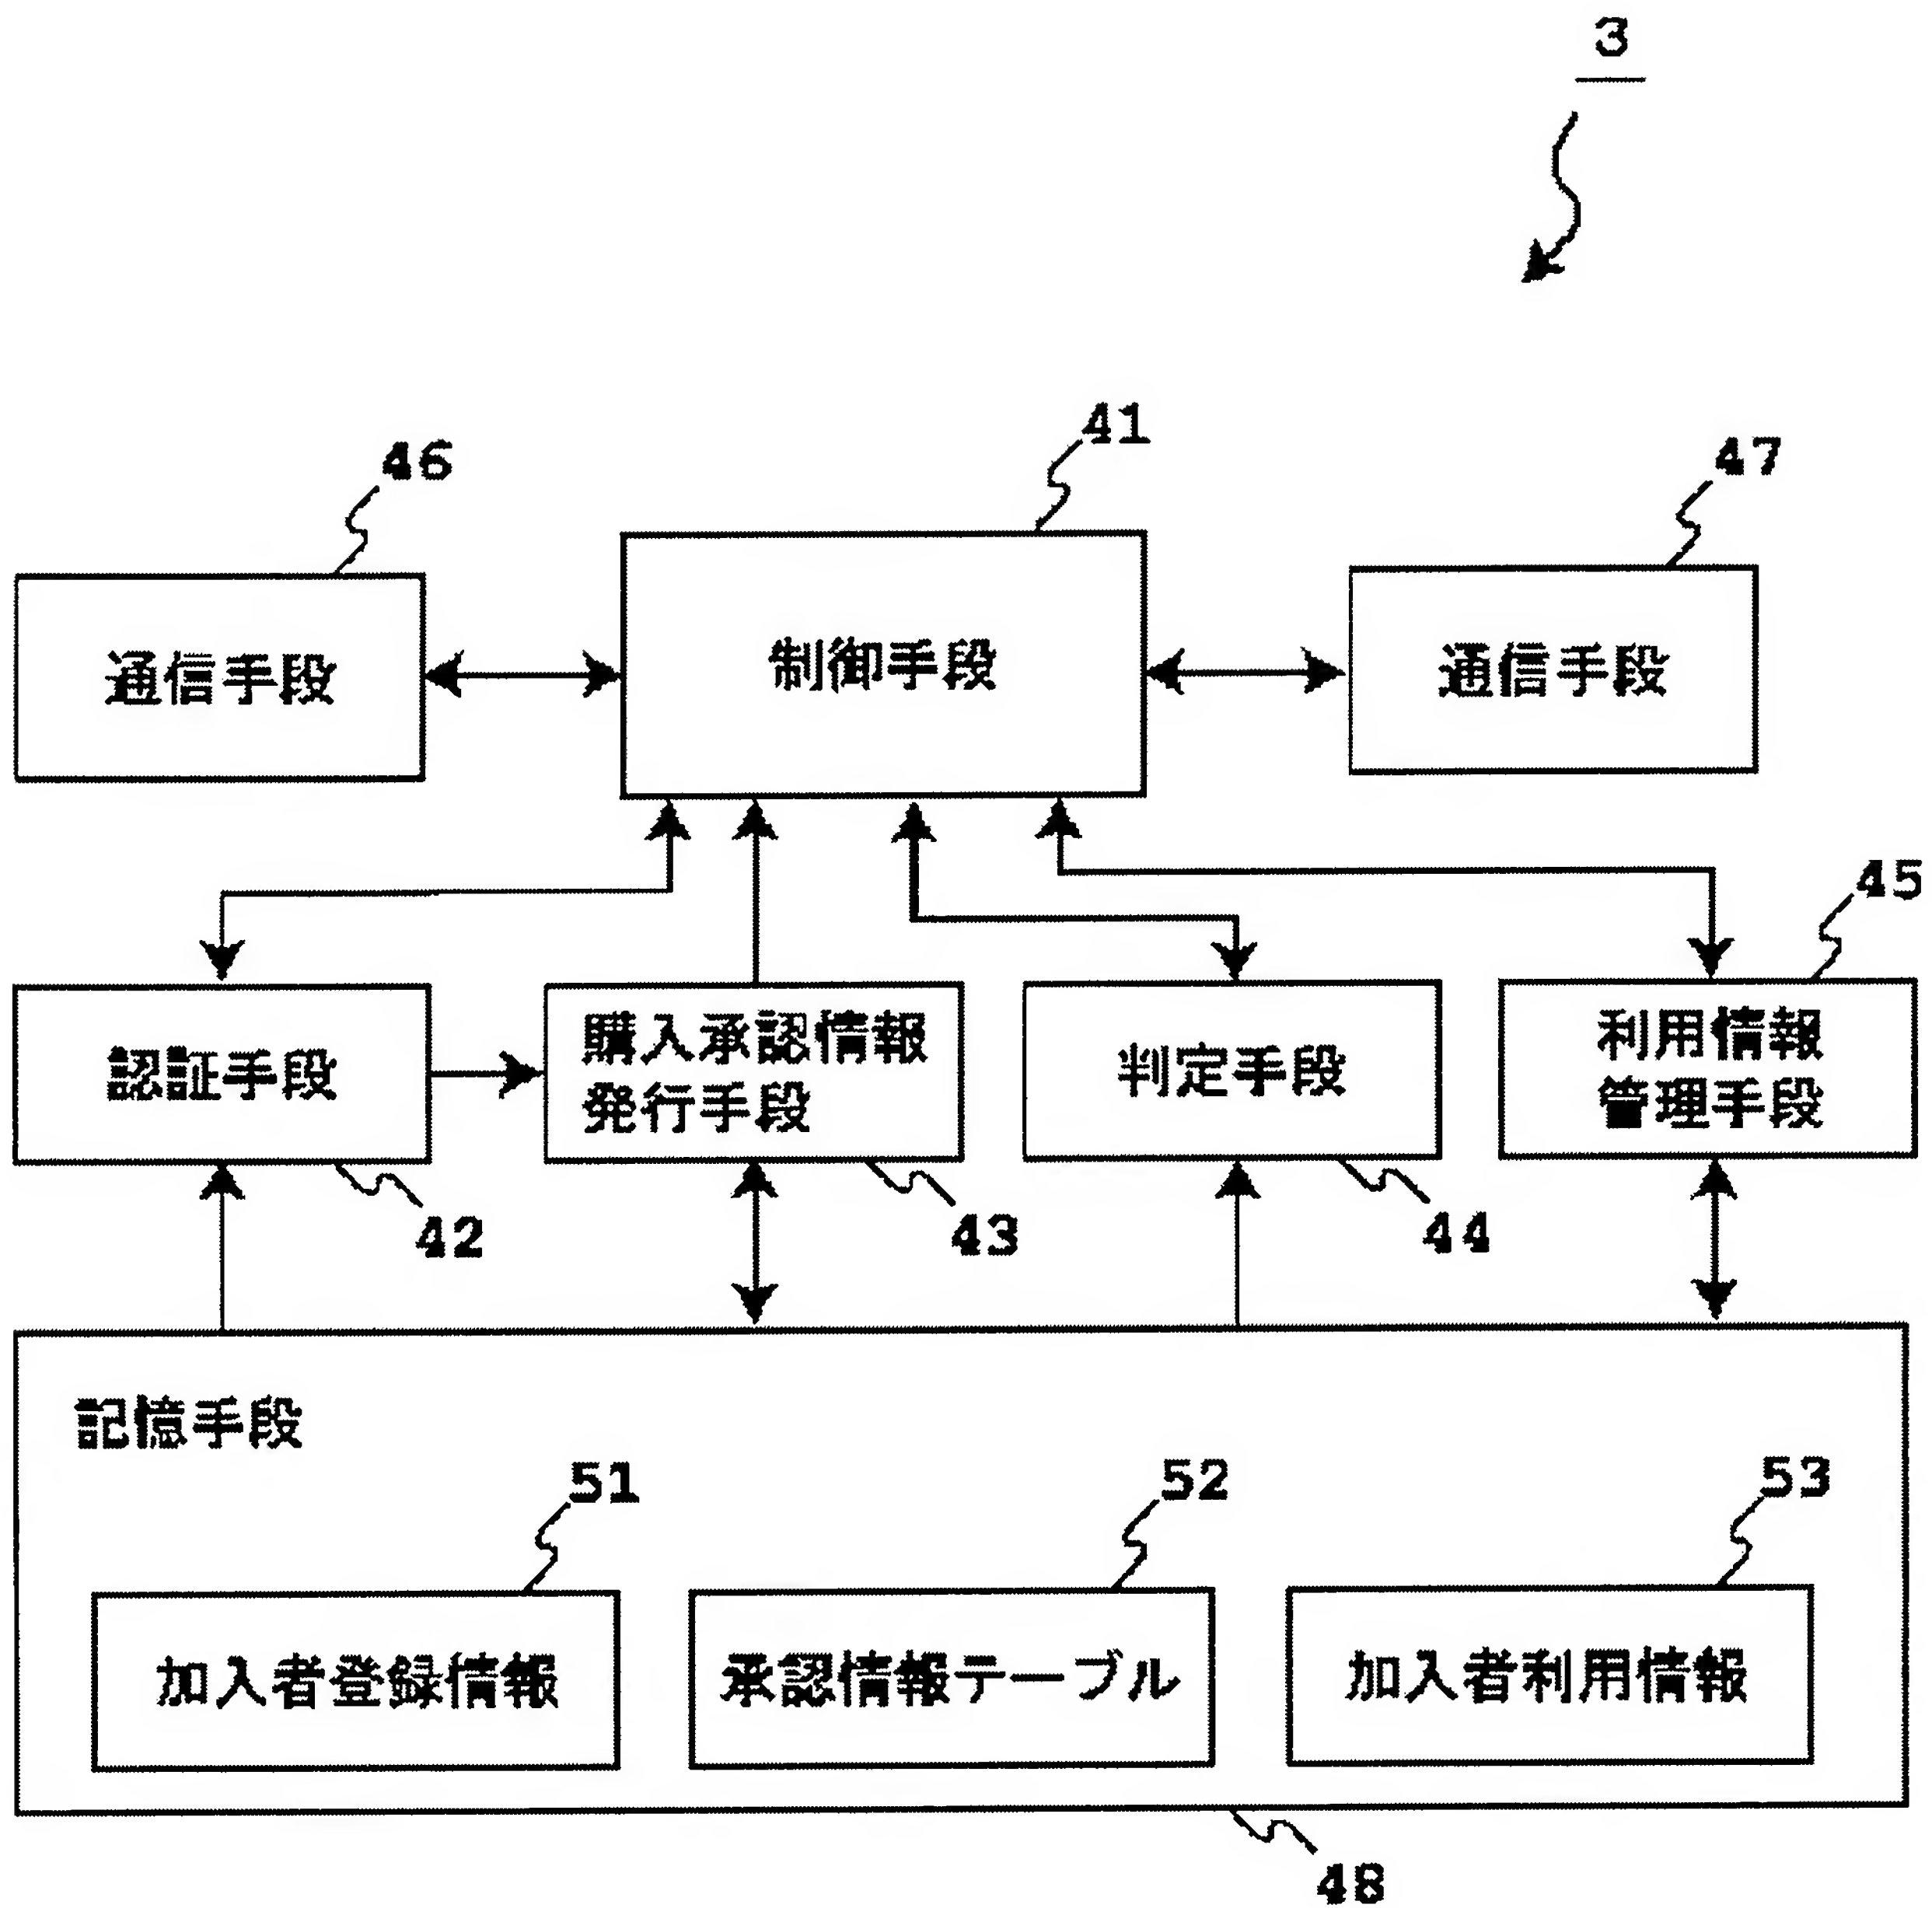 3
46
41
47
通信手段
制御手段
通信手段
45
認証手段
購入承認情報
発行手段
判定手段
利用情報
管理手段
42
43
44
記憶手段
51
52
53
加入者登録情報
承認情報テーブル
加入者利用情報
48